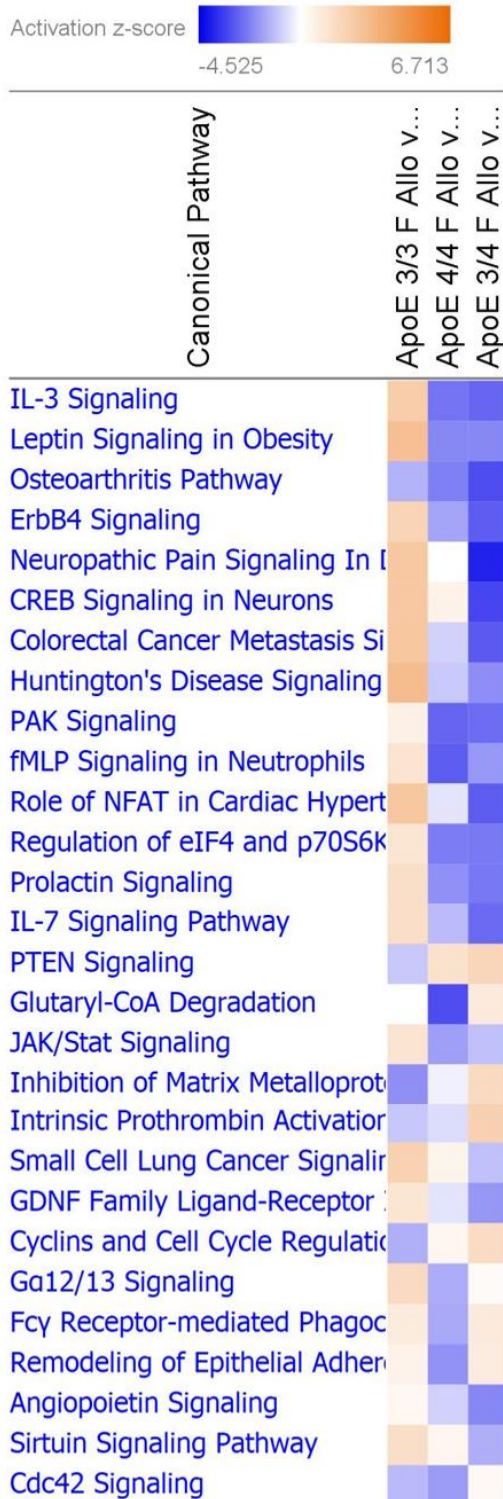 Activation z-score
-4.525 6.713
Canonical Pathway
ApoE 3/3 F Allo v...
ApoE 4/4 F Allo v...
ApoE 3/4 F Allo v...
IL-3 Signaling
Leptin Signaling in Obesity
Osteoarthritis Pathway
ErbB4 Signaling
Neuropathic Pain Signaling In
CREB Signaling in Neurons
Colorectal Cancer Metastasis Si
Huntington's Disease Signaling
PAK Signaling
fMLP Signaling in Neutrophils
Role of NFAT in Cardiac Hypert
Regulation of eIF4 and p70S6K
Prolactin Signaling
IL-7 Signaling Pathway
PTEN Signaling
Glutaryl-CoA Degradation
JAK/Stat Signaling
Inhibition of Matrix Metalloprot
Intrinsic Prothrombin Activation
Small Cell Lung Cancer Signalin
GDNF Family Ligand-Receptor
Cyclins and Cell Cycle Regulati
Gα12/13 Signaling
Fcγ Receptor-mediated Phagoc
Remodeling of Epithelial Adher
Angiopoietin Signaling
Sirtuin Signaling Pathway
Cdc42 Signaling